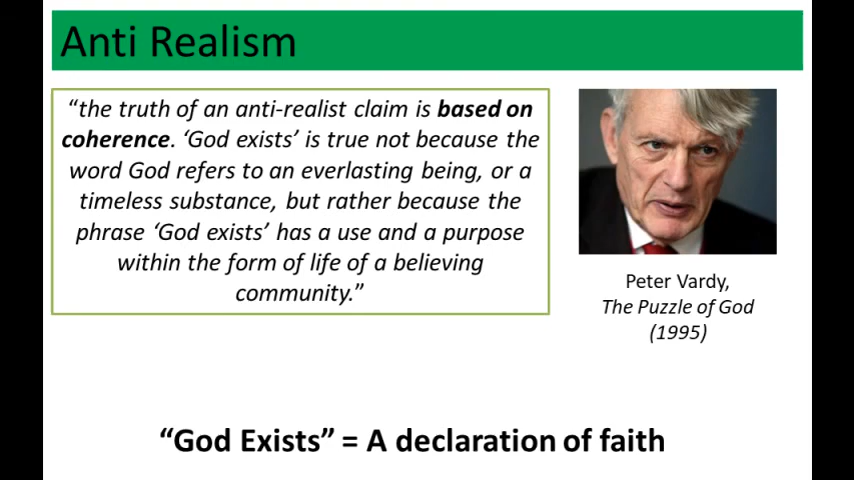 Anti Realism
“the truth of an anti-realist claim is based on
coherence. ‘God exists’ is true not because the
word God refers to an everlasting being, or a
timeless substance, but rather because the
phrase ‘God exists’ has a use and a purpose
within the form of life of a believing
community.”
Peter Vardy,
The Puzzle of God
(1995)
“God Exists” = A declaration of faith